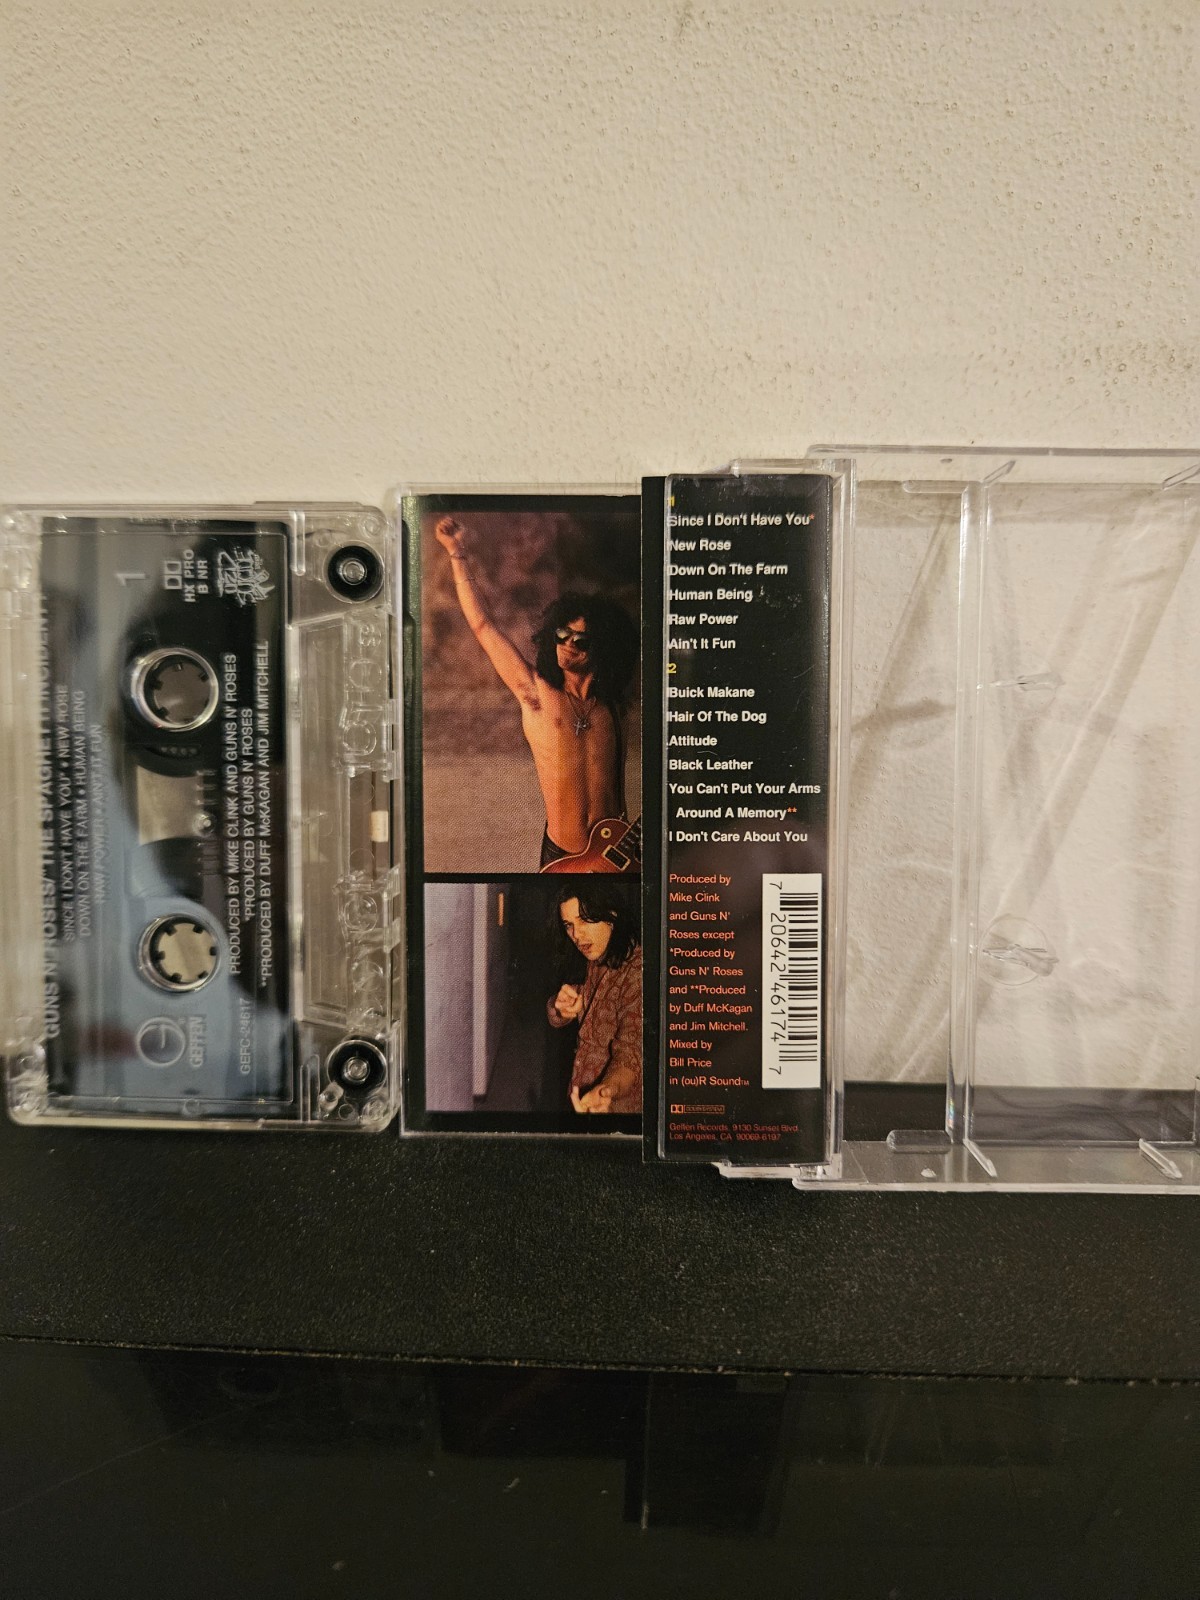 GUNS N' ROSES/"THE SPAGHETTI INCIDENT?"
SINCE I DON'T HAVE YOU* • NEW ROSE
DOWN ON THE FARM • HUMAN BEING
RAW POWER • AIN'T IT FUN
1
HX PRO
B NR
PRODUCED BY MIKE CLINK AND GUNS N' ROSES
*PRODUCED BY GUNS N' ROSES
**PRODUCED BY DUFF McKAGAN AND JIM MITCHELL
GEFFEN
GEFC-24617
1
Since I Don't Have You*
New Rose
Down On The Farm
Human Being
Raw Power
Ain't It Fun
2
Buick Makane
Hair Of The Dog
Attitude
Black Leather
You Can't Put Your Arms
Around A Memory**
I Don't Care About You
Produced by
Mike Clink
and Guns N'
Roses except
*Produced by
Guns N' Roses
and **Produced
by Duff McKagan
and Jim Mitchell.
Mixed by
Bill Price
in (ou)R Sound™
7 20642 46174 7
Geffen Records, 9130 Sunset Blvd.,
Los Angeles, CA 90069-6197